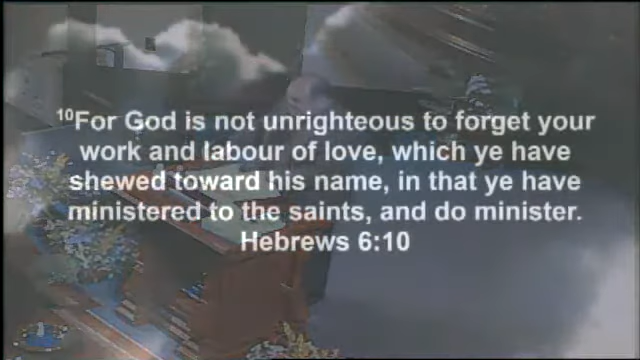 ¹⁰For God is not unrighteous to forget your
work and labour of love, which ye have
shewed toward his name, in that ye have
ministered to the saints, and do minister.
Hebrews 6:10